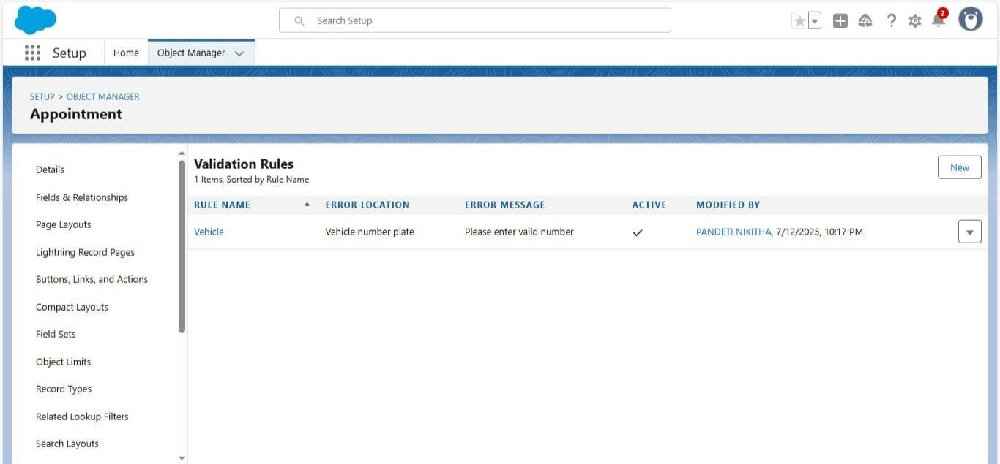 Search Setup
2
Setup
Home
Object Manager
SETUP > OBJECT MANAGER
Appointment
Details
Fields & Relationships
Page Layouts
Lightning Record Pages
Buttons, Links, and Actions
Compact Layouts
Field Sets
Object Limits
Record Types
Related Lookup Filters
Search Layouts
Validation Rules
1 Items, Sorted by Rule Name
New
RULE NAME ERROR LOCATION ERROR MESSAGE ACTIVE MODIFIED BY
Vehicle Vehicle number plate Please enter vaild number PANDETI NIKITHA, 7/12/2025, 10:17 PM